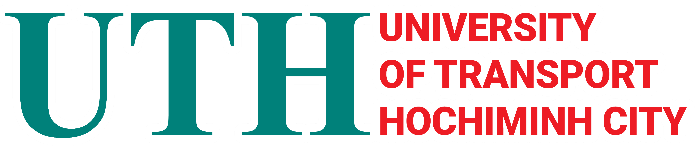 UTH
UNIVERSITY
OF TRANSPORT
HOCHIMINH CITY